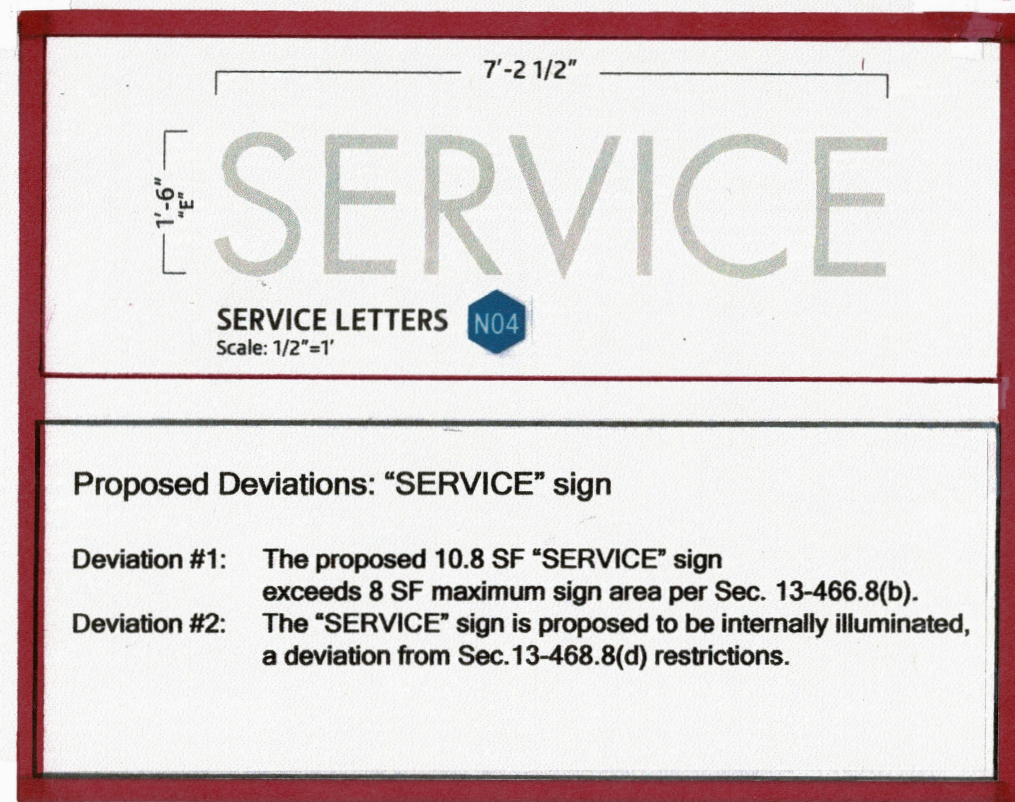 7'-2 1/2"
1'-6"
"E"
SERVICE
SERVICE LETTERS N04
Scale: 1/2"=1'
Proposed Deviations: “SERVICE” sign
Deviation #1: The proposed 10.8 SF “SERVICE” sign
exceeds 8 SF maximum sign area per Sec. 13-466.8(b).
Deviation #2: The “SERVICE” sign is proposed to be internally illuminated,
a deviation from Sec.13-468.8(d) restrictions.